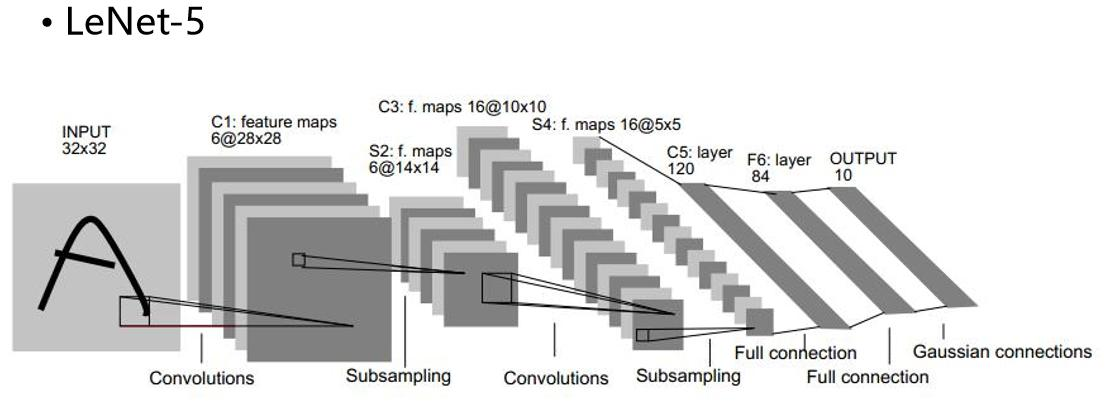 • LeNet-5
INPUT
32x32
C1: feature maps
6@28x28
S2: f. maps
6@14x14
C3: f. maps 16@10x10
S4: f. maps 16@5x5
C5: layer
120
F6: layer
84
OUTPUT
10
Convolutions
Subsampling
Convolutions
Subsampling
Full connection
Full connection
Gaussian connections